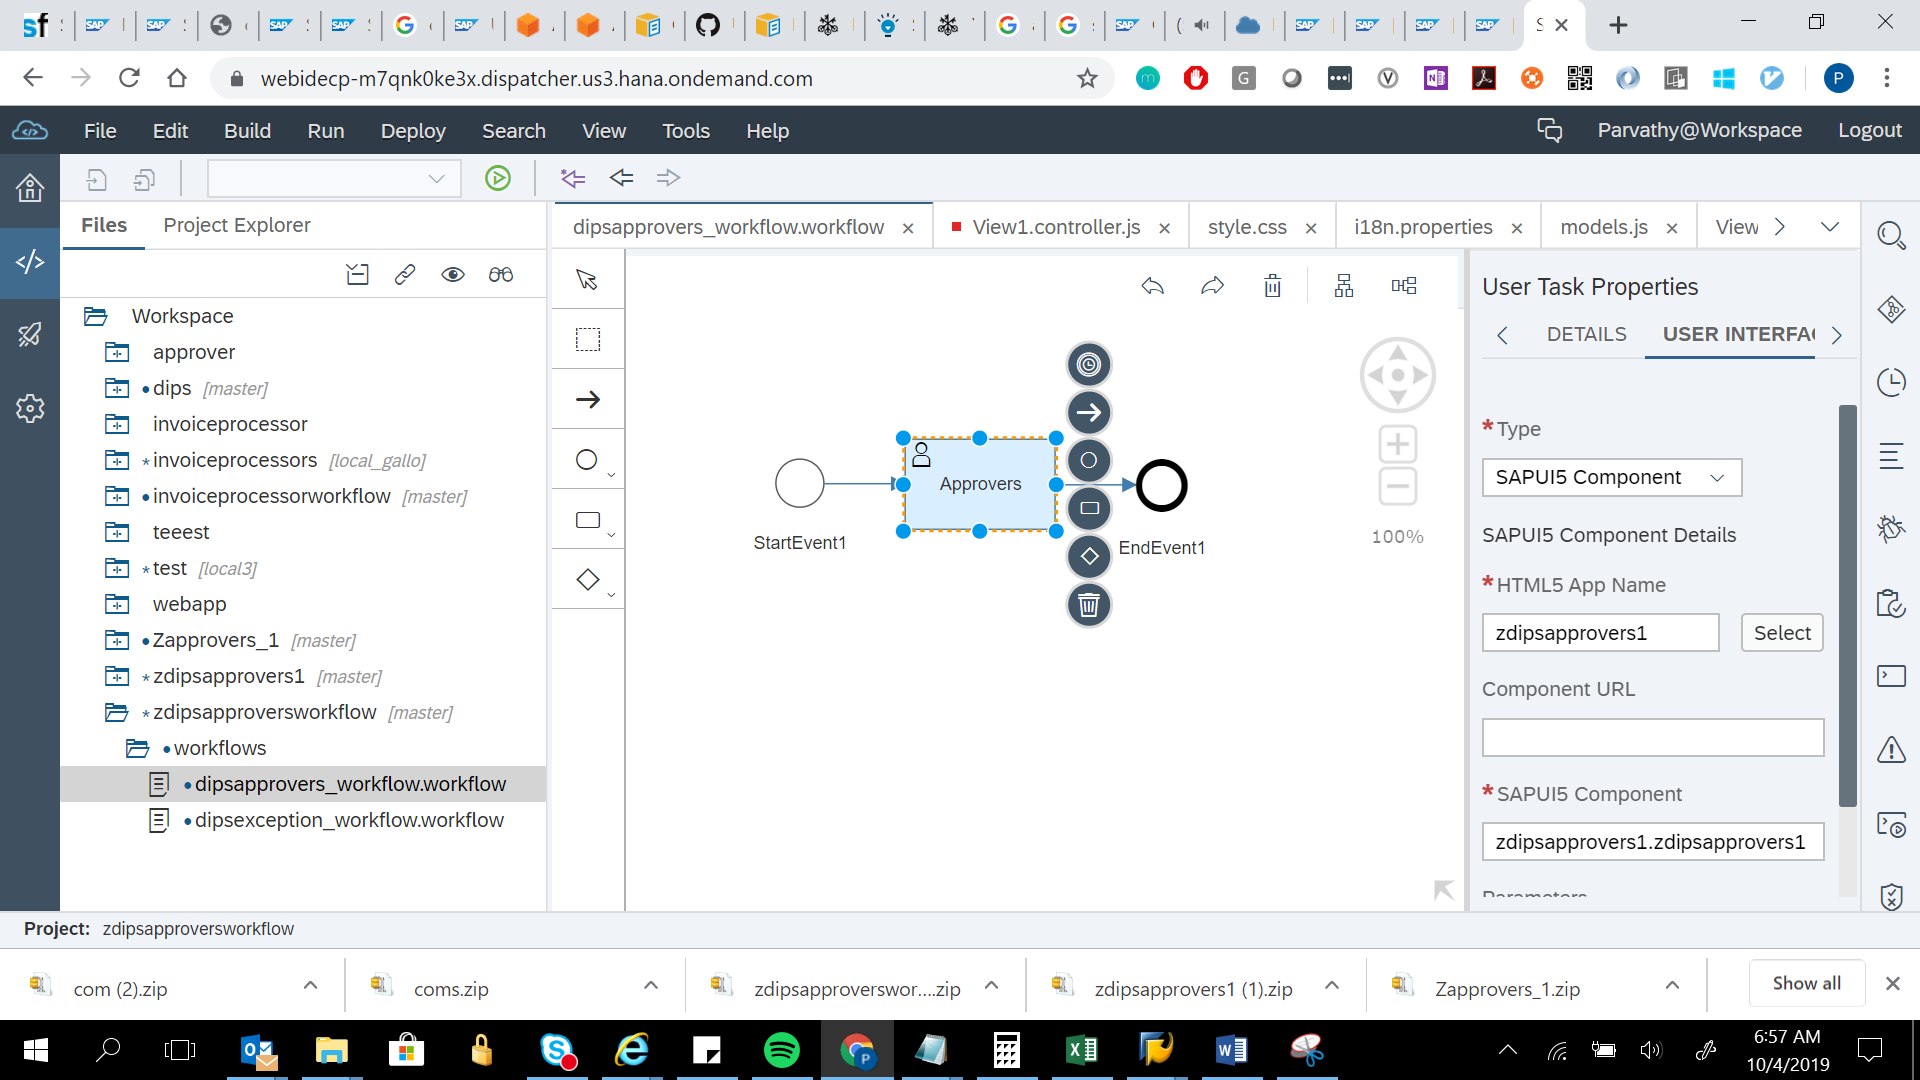 webidecp-m7qnk0ke3x.dispatcher.us3.hana.ondemand.com
File Edit Build Run Deploy Search View Tools Help
Parvathy@Workspace Logout
Files Project Explorer
dipsapprovers_workflow.workflow View1.controller.js style.css i18n.properties models.js View
Workspace
approver
dips [master]
invoiceprocessor
*invoiceprocessors [local_gallo]
invoiceprocessorworkflow [master]
teeest
*test [local3]
webapp
Zapprovers_1 [master]
*zdipsapprovers1 [master]
*zdipsapproversworkflow [master]
workflows
dipsapprovers_workflow.workflow
dipsexception_workflow.workflow
StartEvent1
Approvers
EndEvent1
100%
User Task Properties
DETAILS USER INTERFAC
*Type
SAPUI5 Component
SAPUI5 Component Details
*HTML5 App Name
zdipsapprovers1 Select
Component URL
*SAPUI5 Component
zdipsapprovers1.zdipsapprovers1
Parameters
Project: zdipsapproversworkflow
com (2).zip coms.zip zdipsapproverswor....zip zdipsapprovers1 (1).zip Zapprovers_1.zip Show all
6:57 AM
10/4/2019